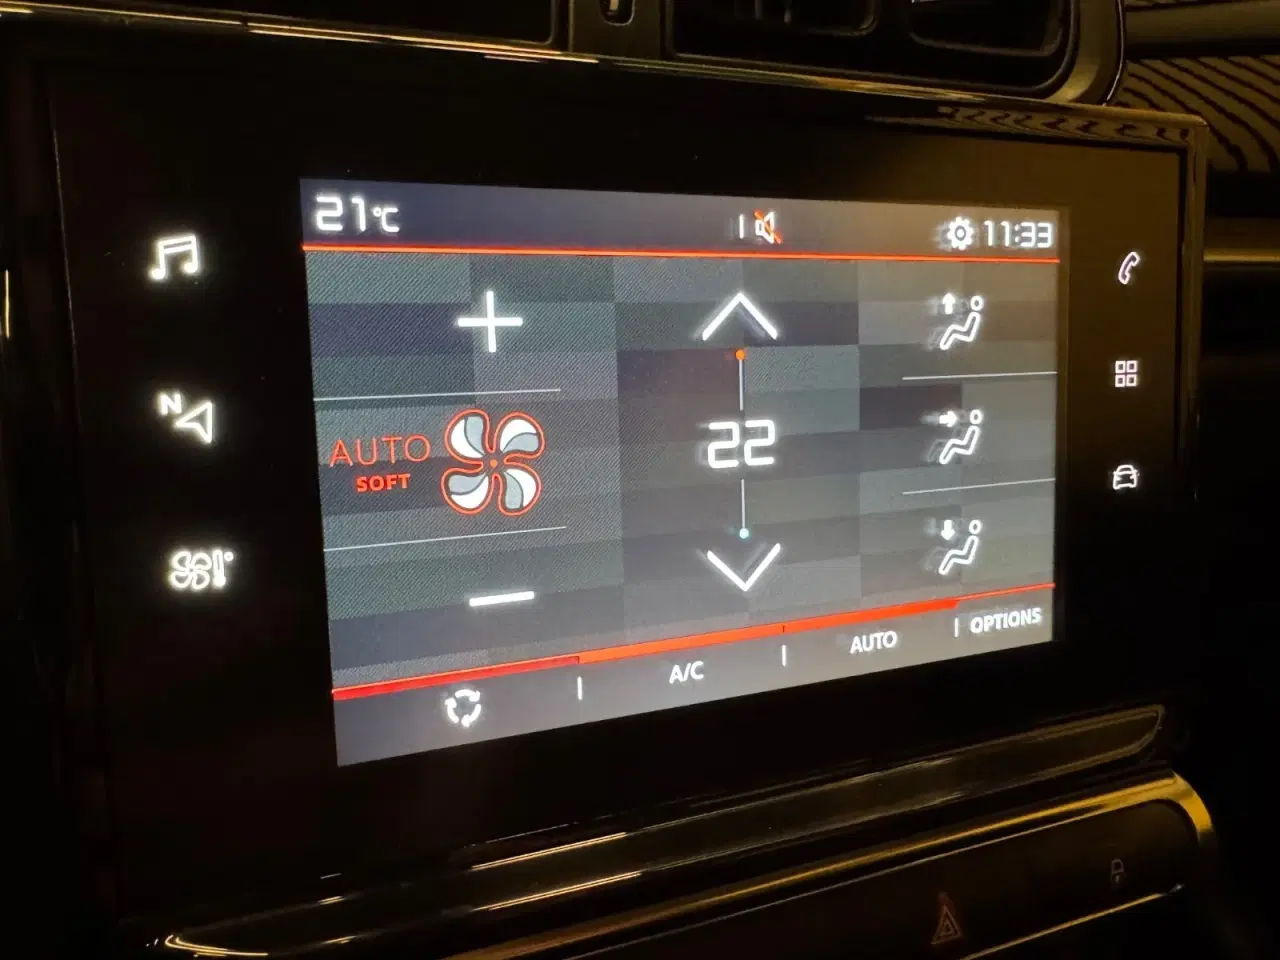 21°C
11:33
N
AUTO
SOFT
22
A/C
AUTO
OPTIONS